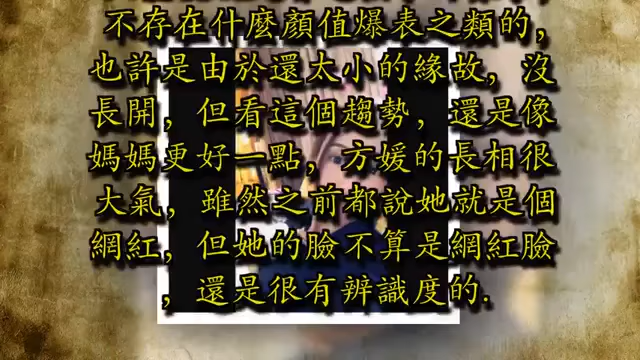 不存在什麼顏值爆表之類的,
也許是由於還太小的緣故, 沒
長開, 但看這個趨勢, 還是像
媽媽更好一點, 方媛的長相很
大氣, 雖然之前都說她就是個
網紅, 但她的臉不算是網紅臉
, 還是很有辨識度的.